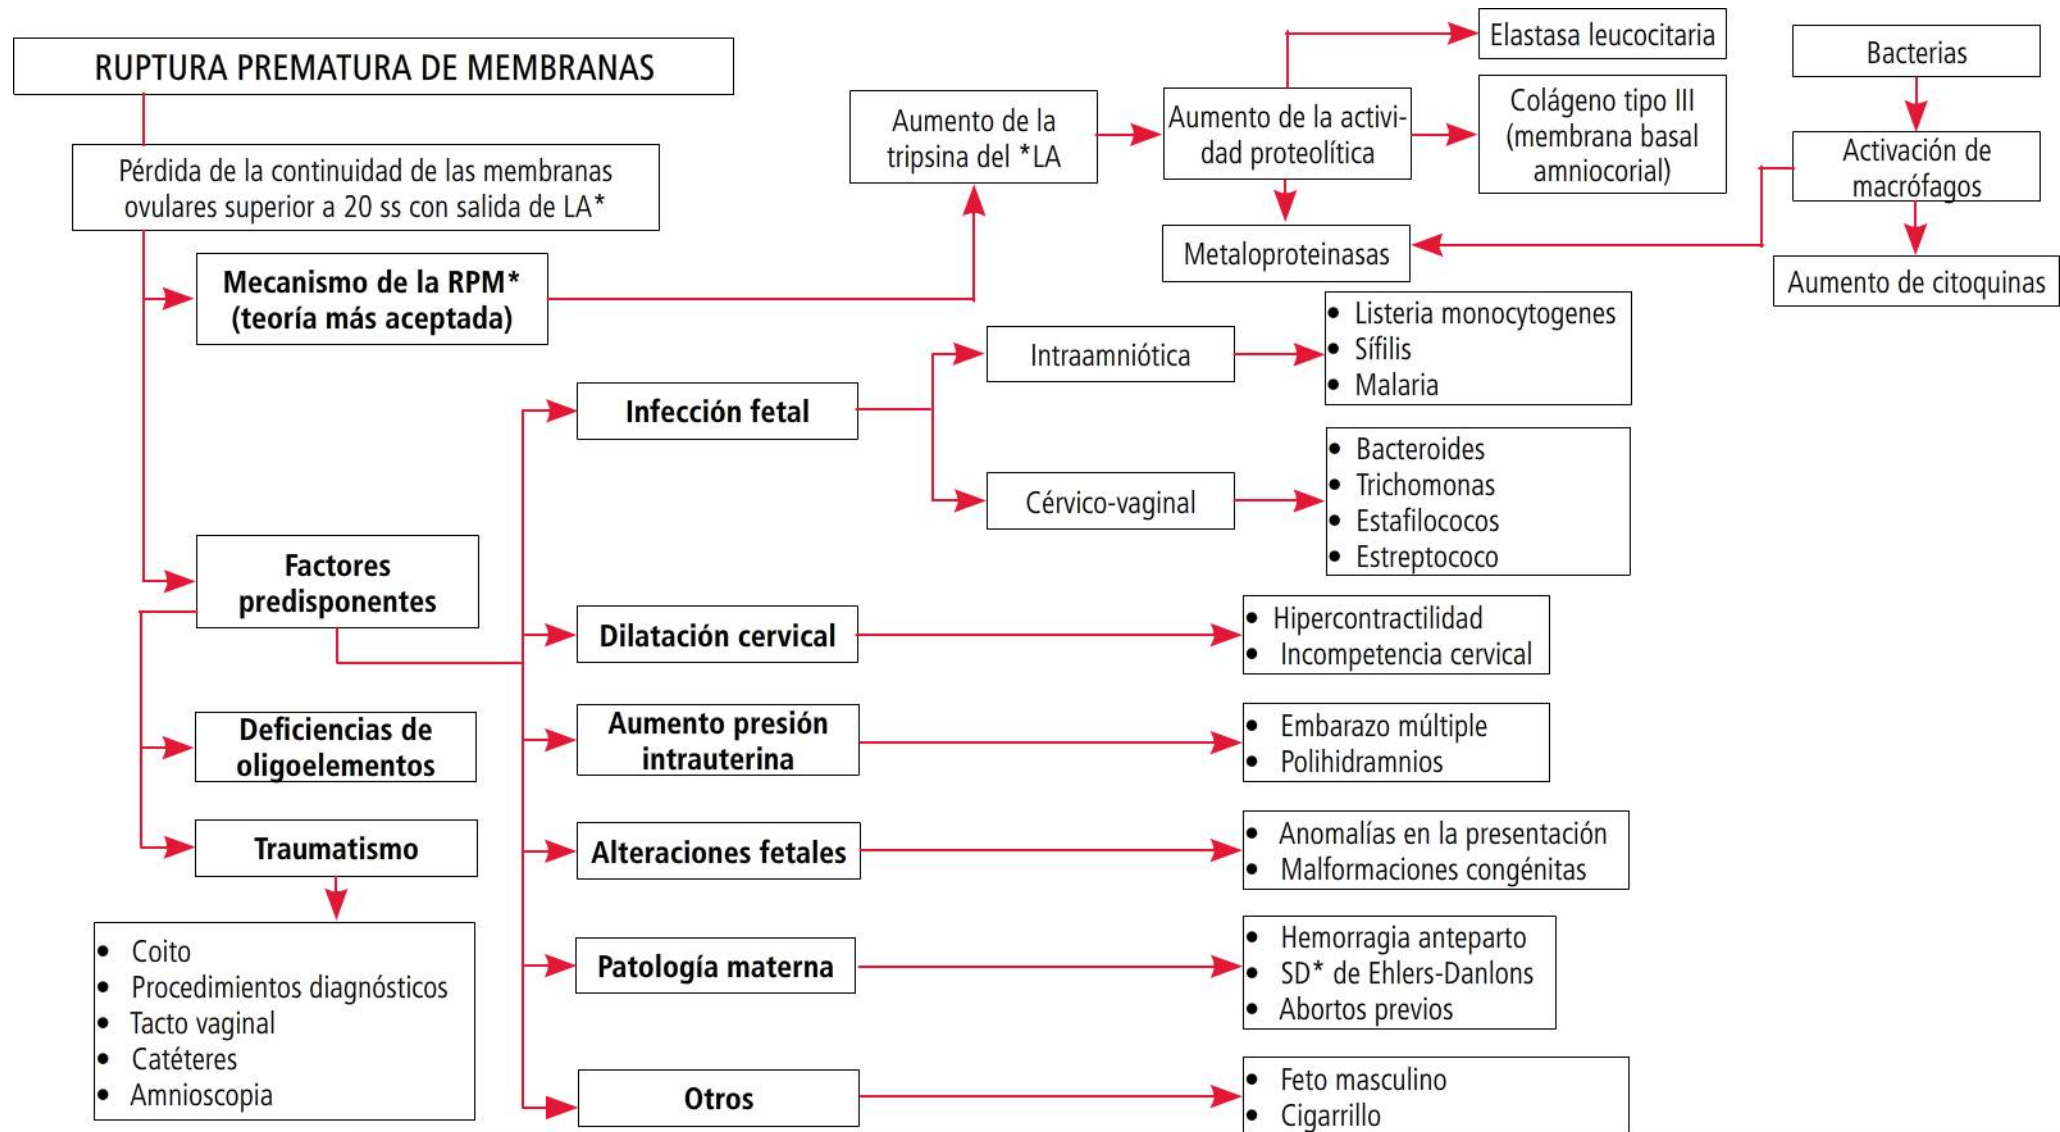 RUPTURA PREMATURA DE MEMBRANAS
Pérdida de la continuidad de las membranas
ovulares superior a 20 ss con salida de LA*
Mecanismo de la RPM*
(teoría más aceptada)
Aumento de la
tripsina del *LA
Aumento de la activi-
dad proteolítica
Elastasa leucocitaria
Colágeno tipo III
(membrana basal
amniocorial)
Metaloproteinasas
Bacterias
Activación de
macrófagos
Aumento de citoquinas
Factores
predisponentes
Infección fetal
Intraamniótica
• Listeria monocytogenes
• Sífilis
• Malaria
Cérvico-vaginal
• Bacteroides
• Trichomonas
• Estafilococos
• Estreptococo
Dilatación cervical
• Hipercontractilidad
• Incompetencia cervical
Aumento presión
intrauterina
• Embarazo múltiple
• Polihidramnios
Alteraciones fetales
• Anomalías en la presentación
• Malformaciones congénitas
Patología materna
• Hemorragia anteparto
• SD* de Ehlers-Danlons
• Abortos previos
Otros
• Feto masculino
• Cigarrillo
Deficiencias de
oligoelementos
Traumatismo
• Coito
• Procedimientos diagnósticos
• Tacto vaginal
• Catéteres
• Amnioscopia